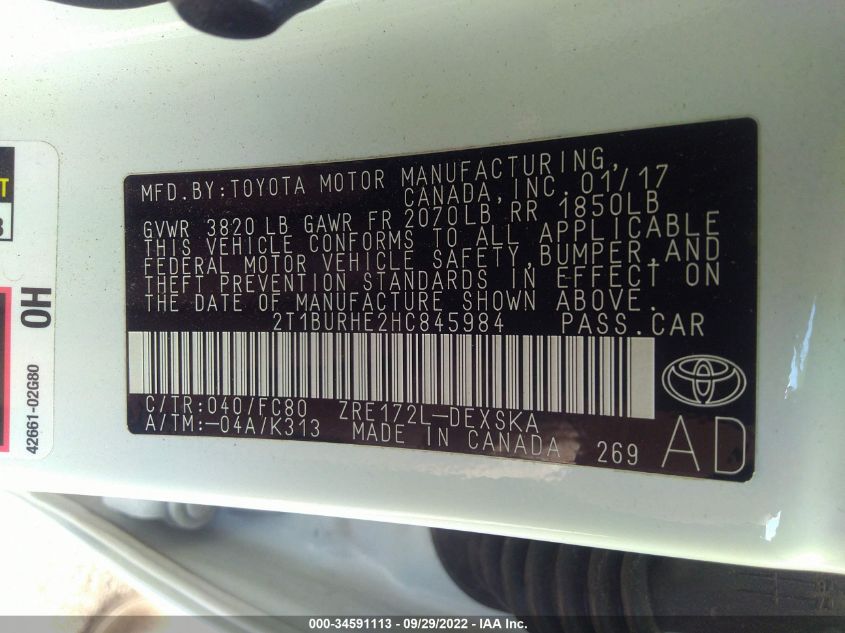 MFD.BY:TOYOTA MOTOR MANUFACTURING,
CANADA,INC. 01/17
GVWR 3820 LB GAWR FR 2070LB RR 1850LB
THIS VEHICLE CONFORMS TO ALL APPLICABLE
FEDERAL MOTOR VEHICLE SAFETY,BUMPER,AND
THEFT PREVENTION STANDARDS IN EFFECT ON
THE DATE OF MANUFACTURE SHOWN ABOVE.
2T1BURHE2HC845984 PASS.CAR
C/TR:040/FC80 ZRE172L-DEXSKA
A/TM:-04A/K313 MADE IN CANADA 269
AD
0H
42661-02G80
000-34591113 - 09/29/2022 - IAA Inc.